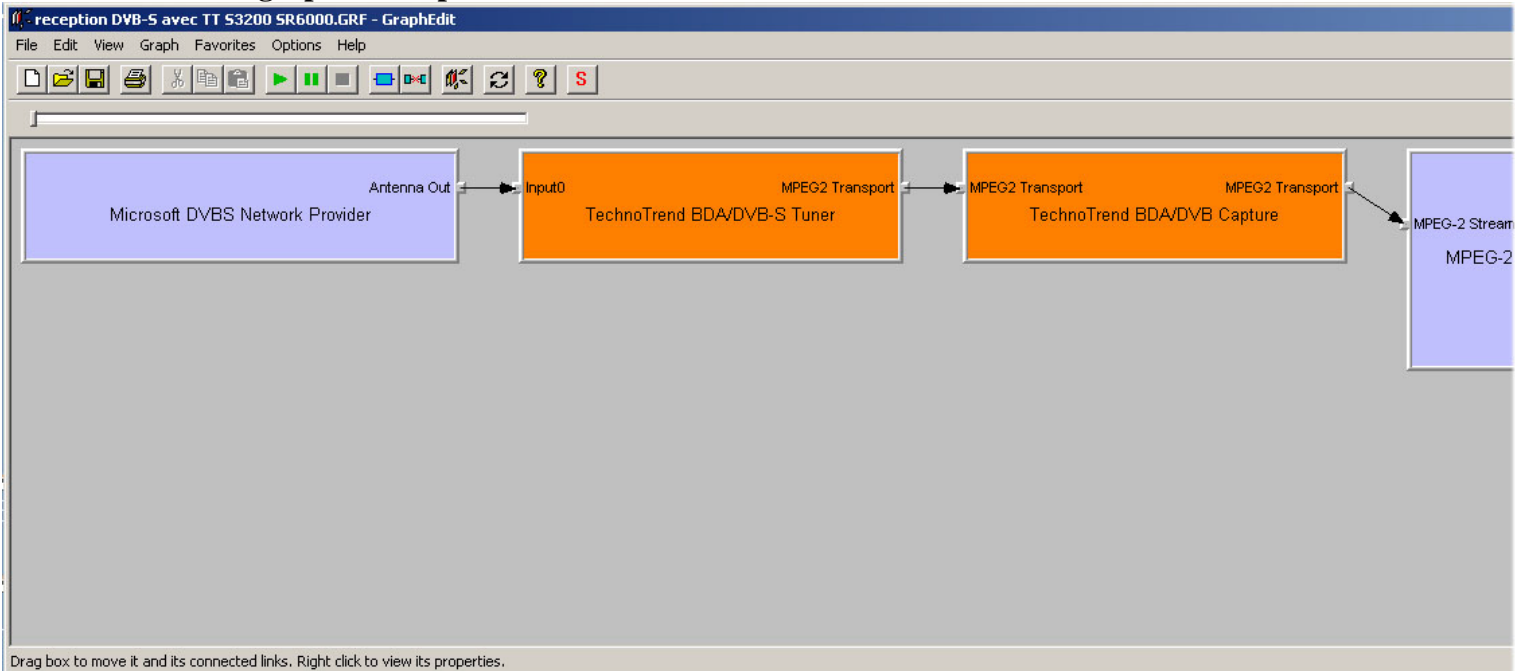 reception DVB-S avec TT S3200 SR6000.GRF - GraphEdit
File Edit View Graph Favorites Options Help
S
Antenna Out
Microsoft DVBS Network Provider
Input0 MPEG2 Transport
TechnoTrend BDA/DVB-S Tuner
MPEG2 Transport MPEG2 Transport
TechnoTrend BDA/DVB Capture
MPEG-2 Stream
MPEG-2
Drag box to move it and its connected links. Right click to view its properties.